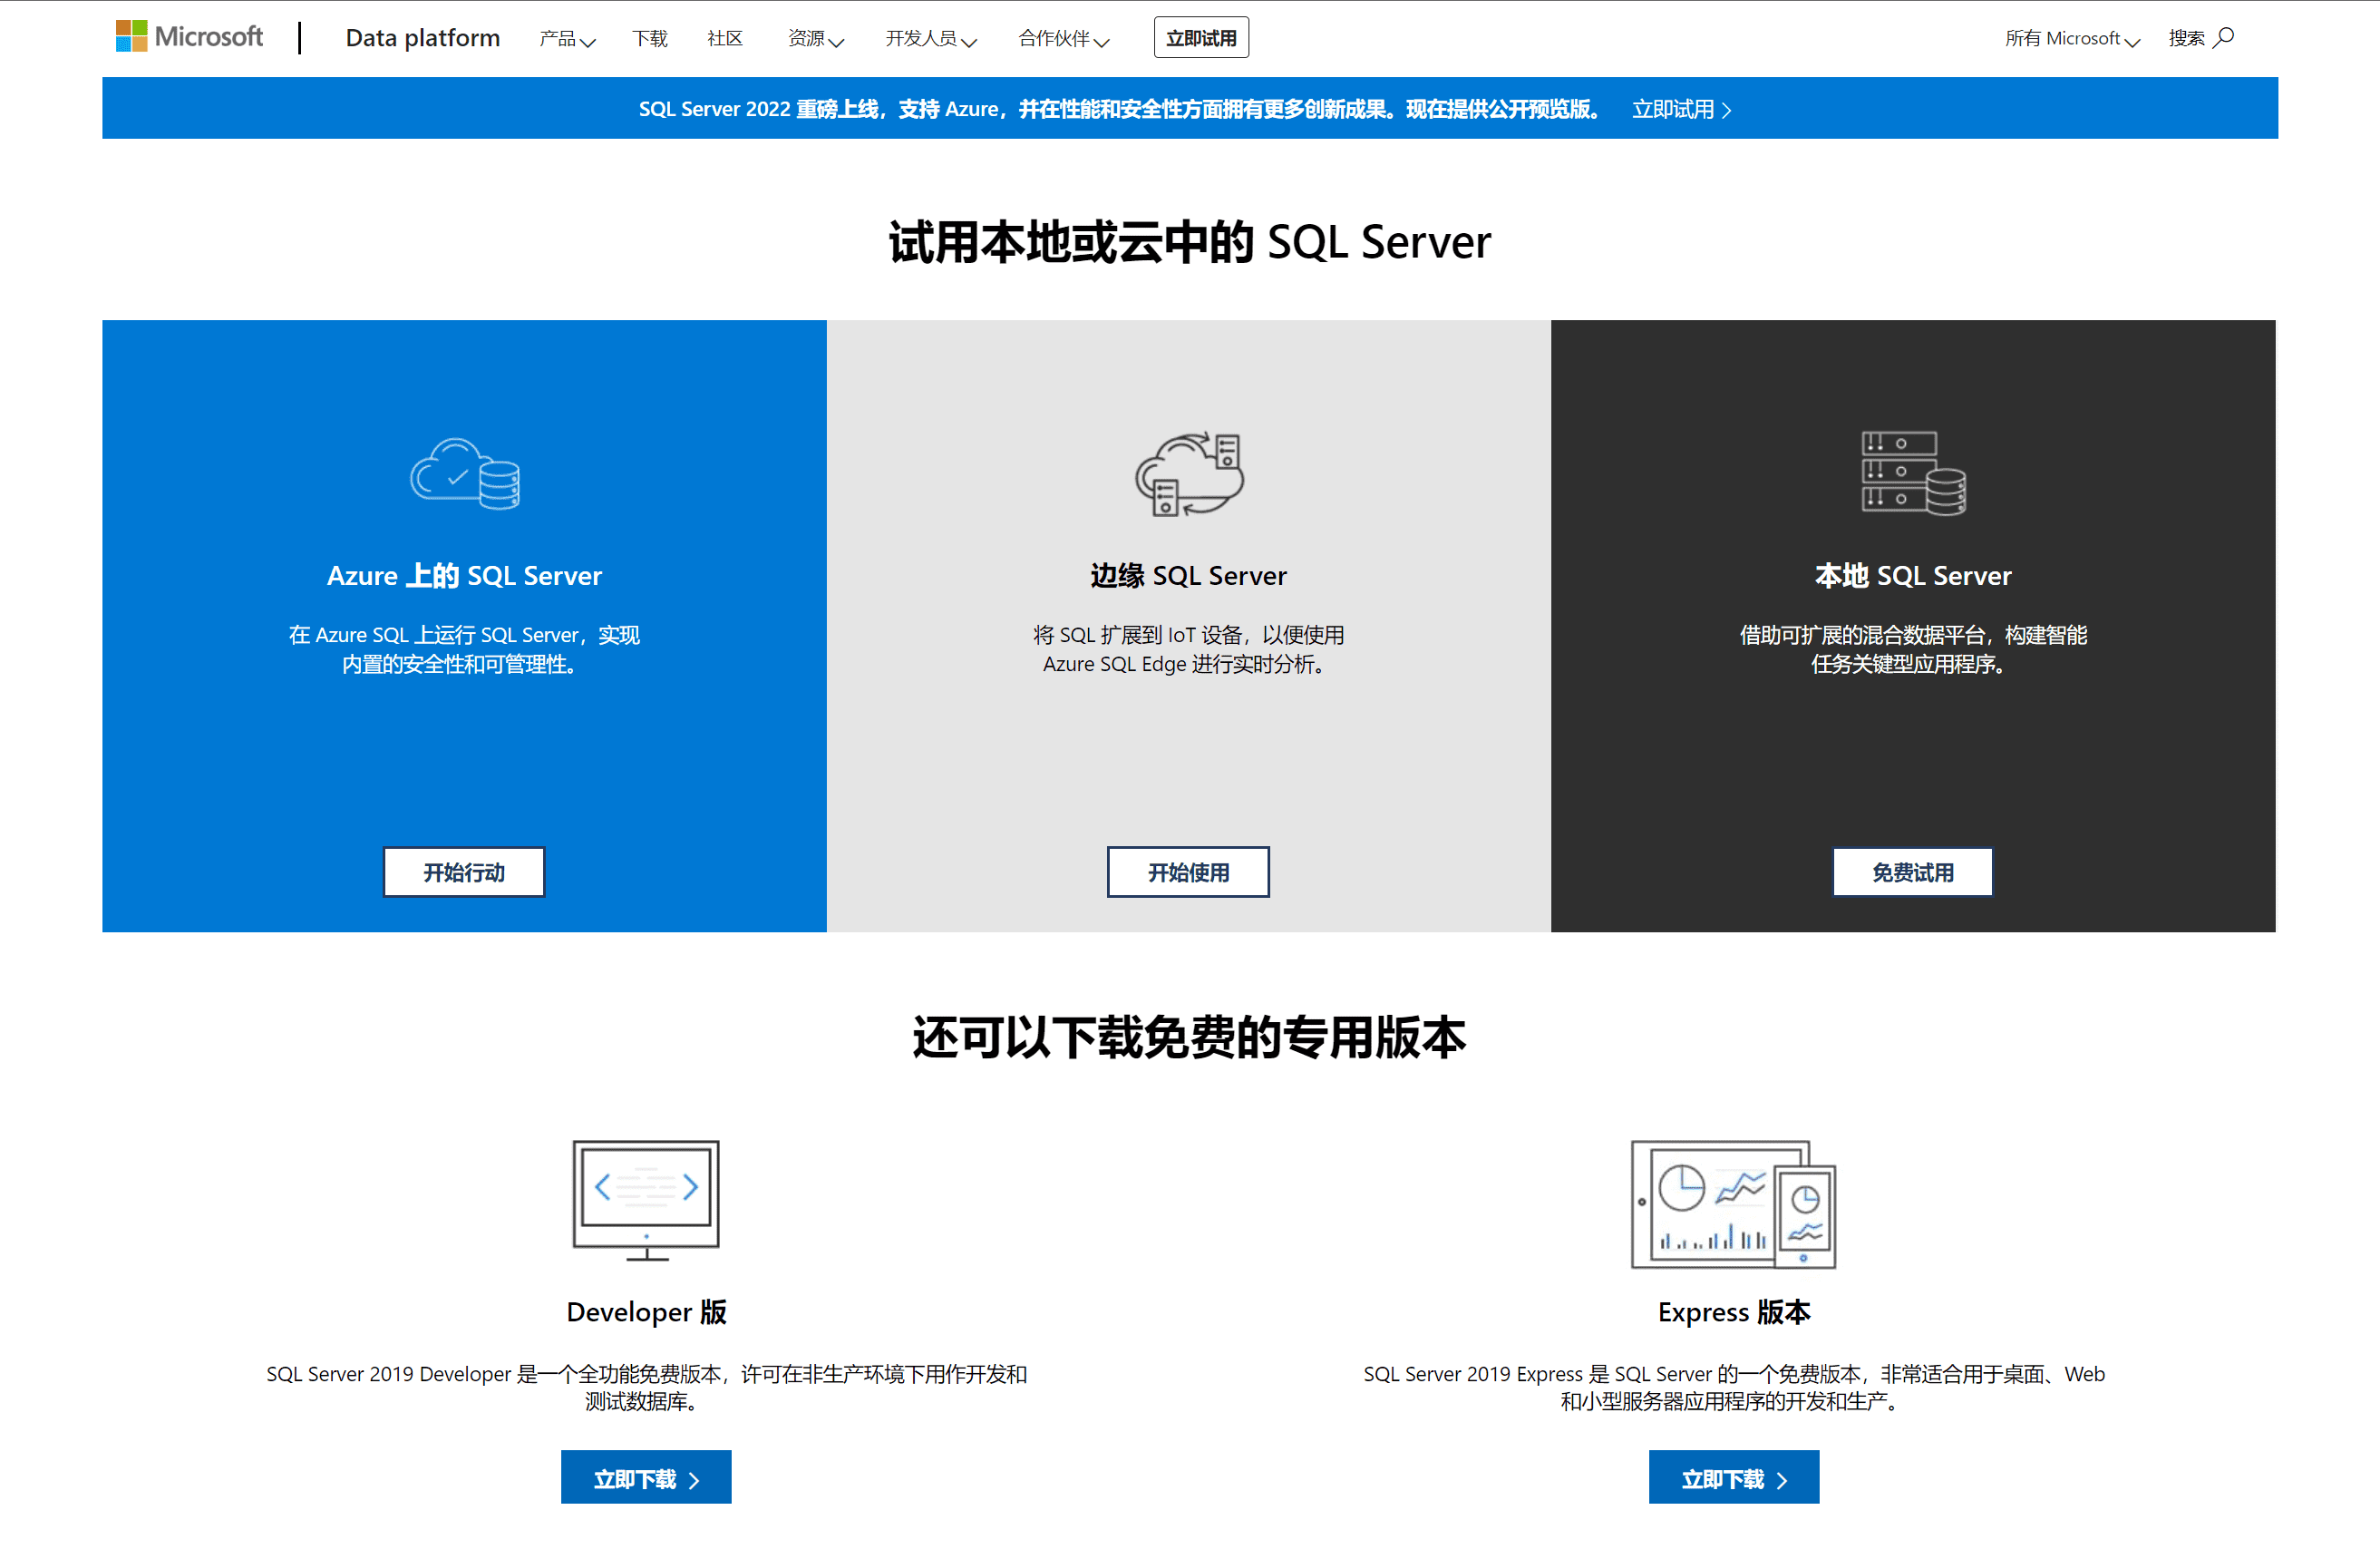 Microsoft
Data platform
产品
下载
社区
资源
开发人员
合作伙伴
立即试用
所有 Microsoft
搜索
SQL Server 2022 重磅上线，支持 Azure，并在性能和安全性方面拥有更多创新成果。现在提供公开预览版。 立即试用
试用本地或云中的 SQL Server
Azure 上的 SQL Server
在 Azure SQL 上运行 SQL Server，实现
内置的安全性和可管理性。
开始行动
边缘 SQL Server
将 SQL 扩展到 IoT 设备，以便使用
Azure SQL Edge 进行实时分析。
开始使用
本地 SQL Server
借助可扩展的混合数据平台，构建智能
任务关键型应用程序。
免费试用
还可以下载免费的专用版本
Developer 版
SQL Server 2019 Developer 是一个全功能免费版本，许可在非生产环境下用作开发和
测试数据库。
立即下载
Express 版本
SQL Server 2019 Express 是 SQL Server 的一个免费版本，非常适合用于桌面、Web
和小型服务器应用程序的开发和生产。
立即下载